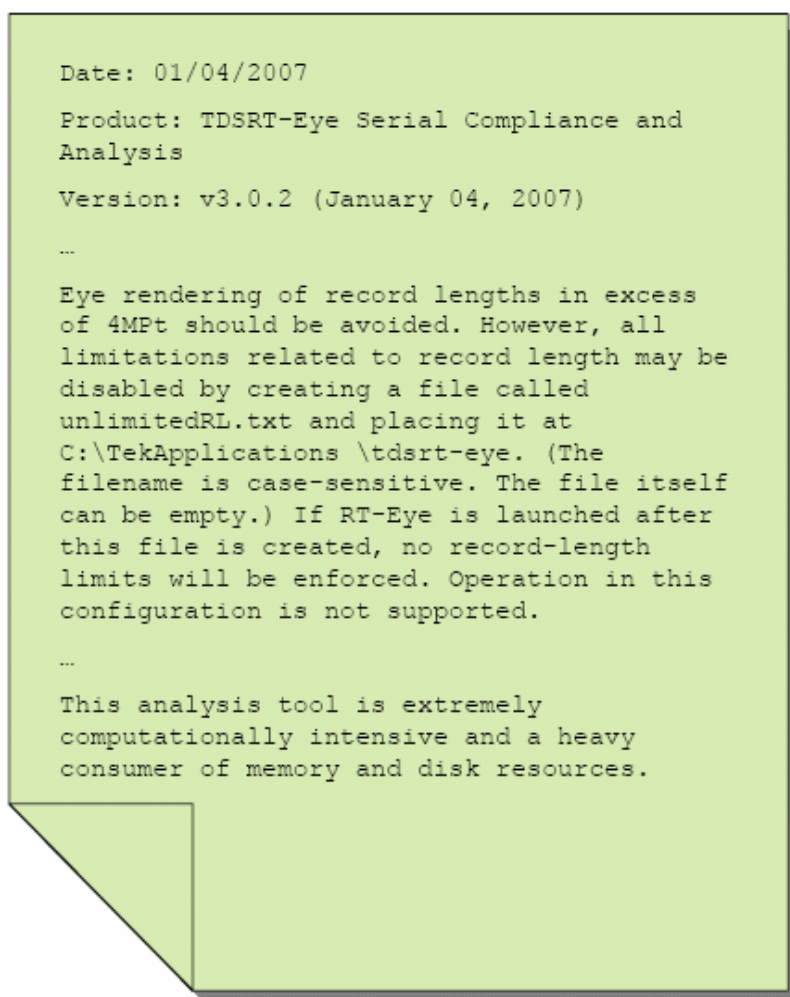 Date: 01/04/2007
Product: TDSRT-Eye Serial Compliance and
Analysis
Version: v3.0.2 (January 04, 2007)
…
Eye rendering of record lengths in excess
of 4MPt should be avoided. However, all
limitations related to record length may be
disabled by creating a file called
unlimitedRL.txt and placing it at
C:\TekApplications \tdsrt-eye. (The
filename is case-sensitive. The file itself
can be empty.) If RT-Eye is launched after
this file is created, no record-length
limits will be enforced. Operation in this
configuration is not supported.
…
This analysis tool is extremely
computationally intensive and a heavy
consumer of memory and disk resources.